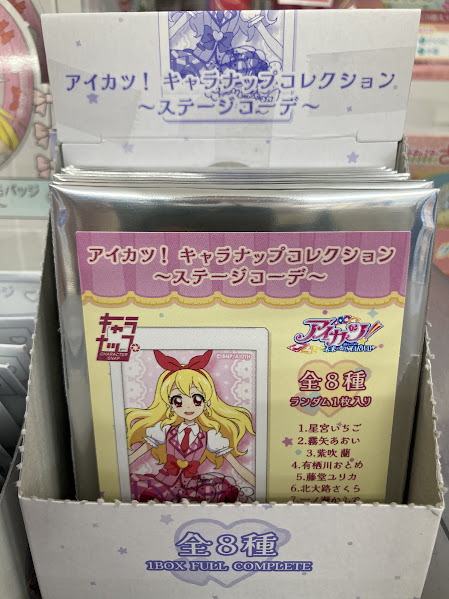 アイカツ! キャラナップコレクション
〜ステージコーデ〜
アイカツ! キャラナップコレクション
〜ステージコーデ〜
キャラ
ナップ
CHARACTER
SNAP
アイカツ!
©BNP/AIKATU
全8種
ランダム1枚入り
1.星宮いちご
2.霧矢あおい
3.紫吹 蘭
4.有栖川おとめ
5.藤堂ユリカ
6.北大路さくら
バッジ
全8種
1BOX FULL COMPLETE